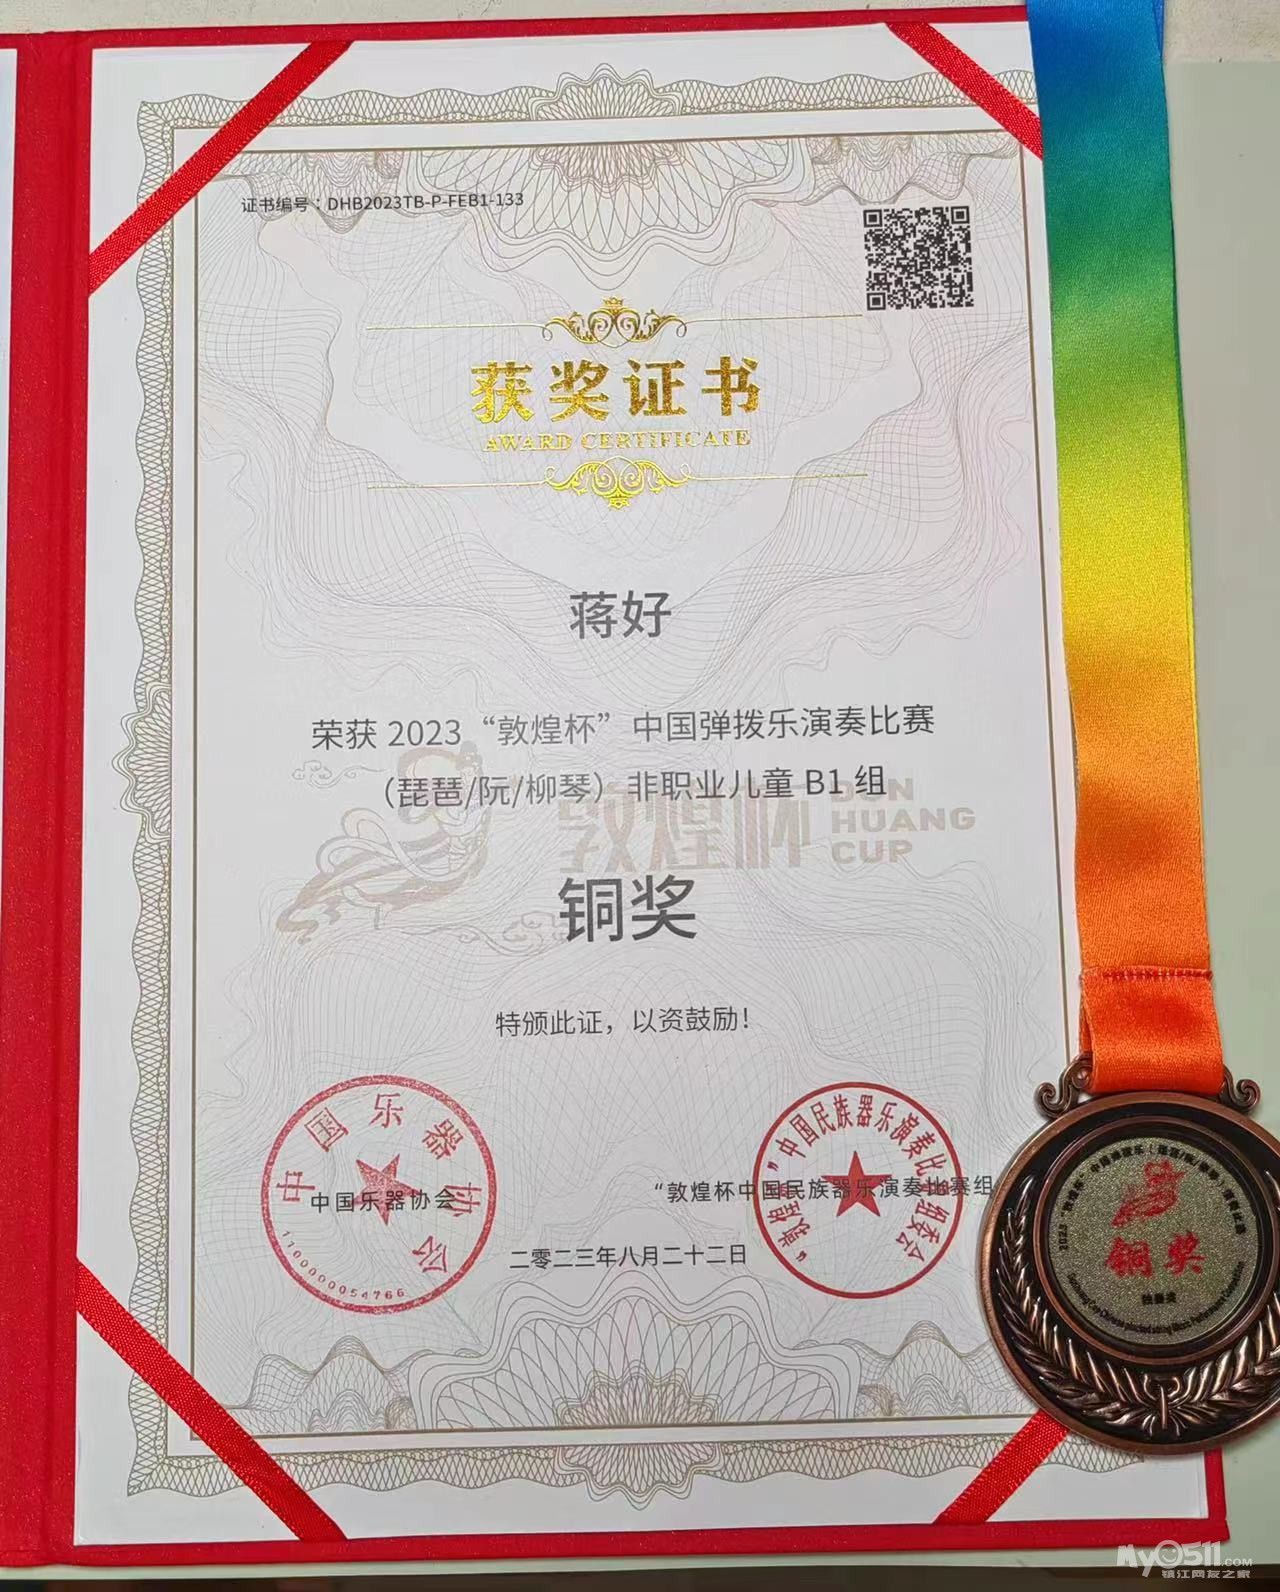 证书编号：DHB2023TB-P-FEB1-133
获奖证书
AWARD CERTIFICATE
蒋好
荣获 2023 “敦煌杯” 中国弹拨乐演奏比赛
（琵琶/阮/柳琴）非职业儿童 B1 组
敦煌杯
DUN
HUANG
CUP
铜奖
特颁此证，以资鼓励！
中国乐器协会
中国乐器协会
1100000054766
“敦煌杯”中国民族器乐演奏比赛组委会
“敦煌杯中国民族器乐演奏比赛组
二零二三年八月二十二日
2023
铜奖
My0511.COM
镇江网友之家